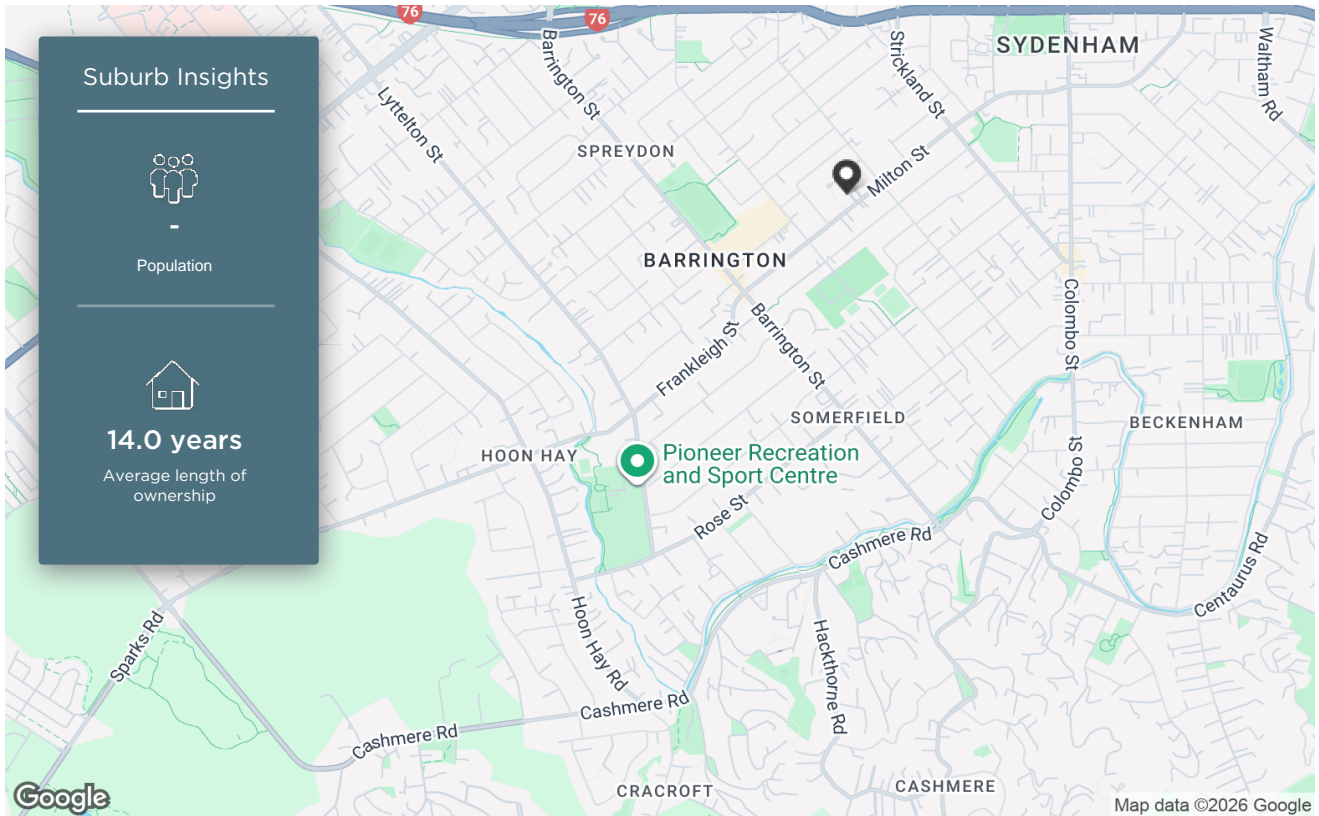 76
76
Suburb Insights
-
Population
14.0 years
Average length of
ownership
Barrington St
Strickland St
SYDENHAM
Waltham Rd
Lyttelton St
SPREYDON
Milton St
BARRINGTON
Colombo St
Barrington St
Frankleigh St
SOMERFIELD
BECKENHAM
HOON HAY
Pioneer Recreation
and Sport Centre
Colombo St
Rose St
Cashmere Rd
Centaurus Rd
Sparks Rd
Hoon Hay Rd
Hackthorne Rd
Cashmere Rd
Cashmere Rd
CRACROFT
CASHMERE
Google
Map data ©2026 Google